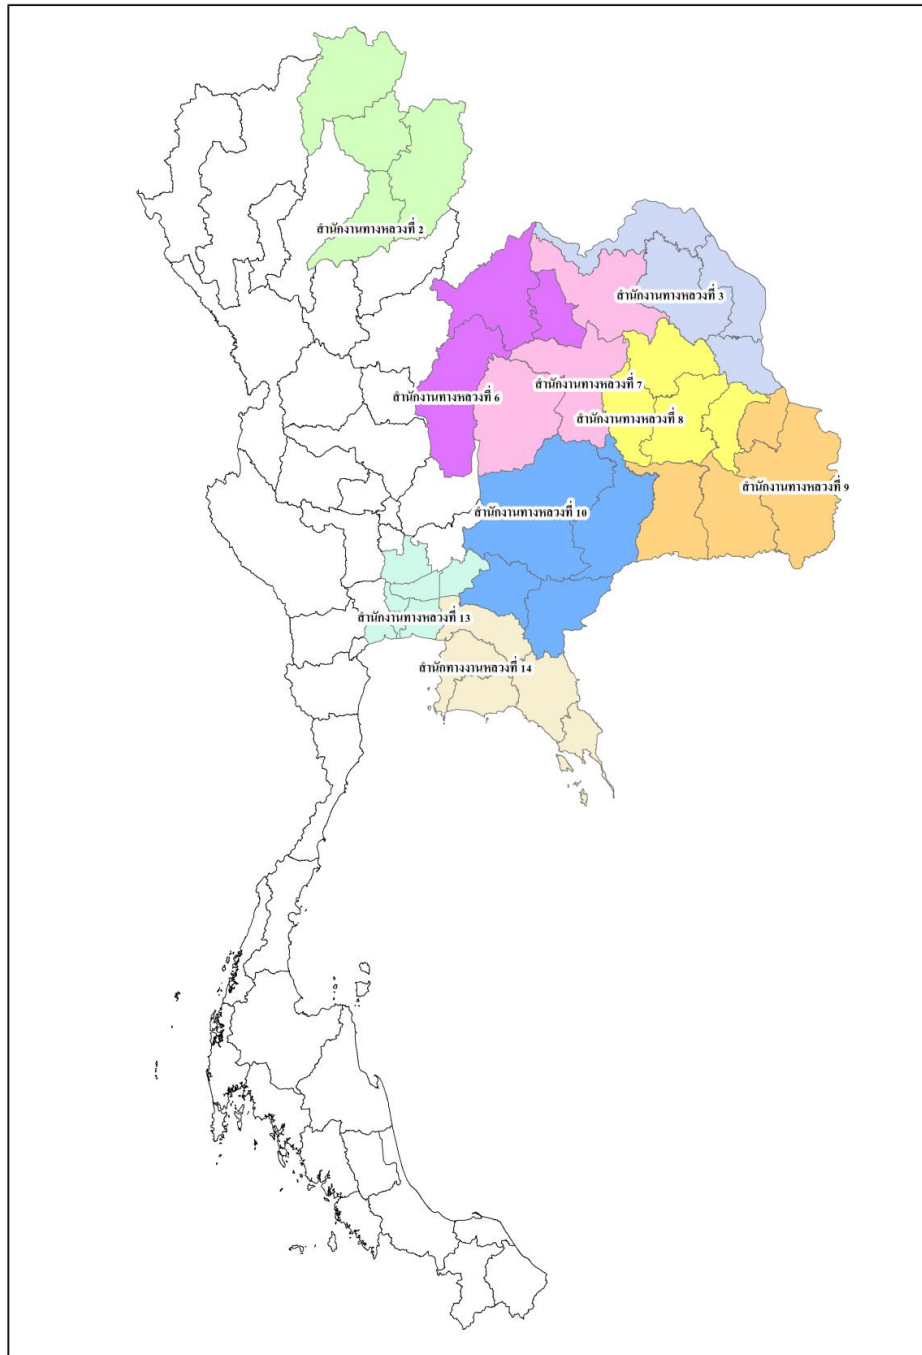 สำนักงานทางหลวงที่ 2
สำนักงานทางหลวงที่ 3
สำนักงานทางหลวงที่ 7
สำนักงานทางหลวงที่ 6
สำนักงานทางหลวงที่ 8
สำนักงานทางหลวงที่ 9
สำนักงานทางหลวงที่ 10
สำนักงานทางหลวงที่ 13
สำนักทางงานหลวงที่ 14